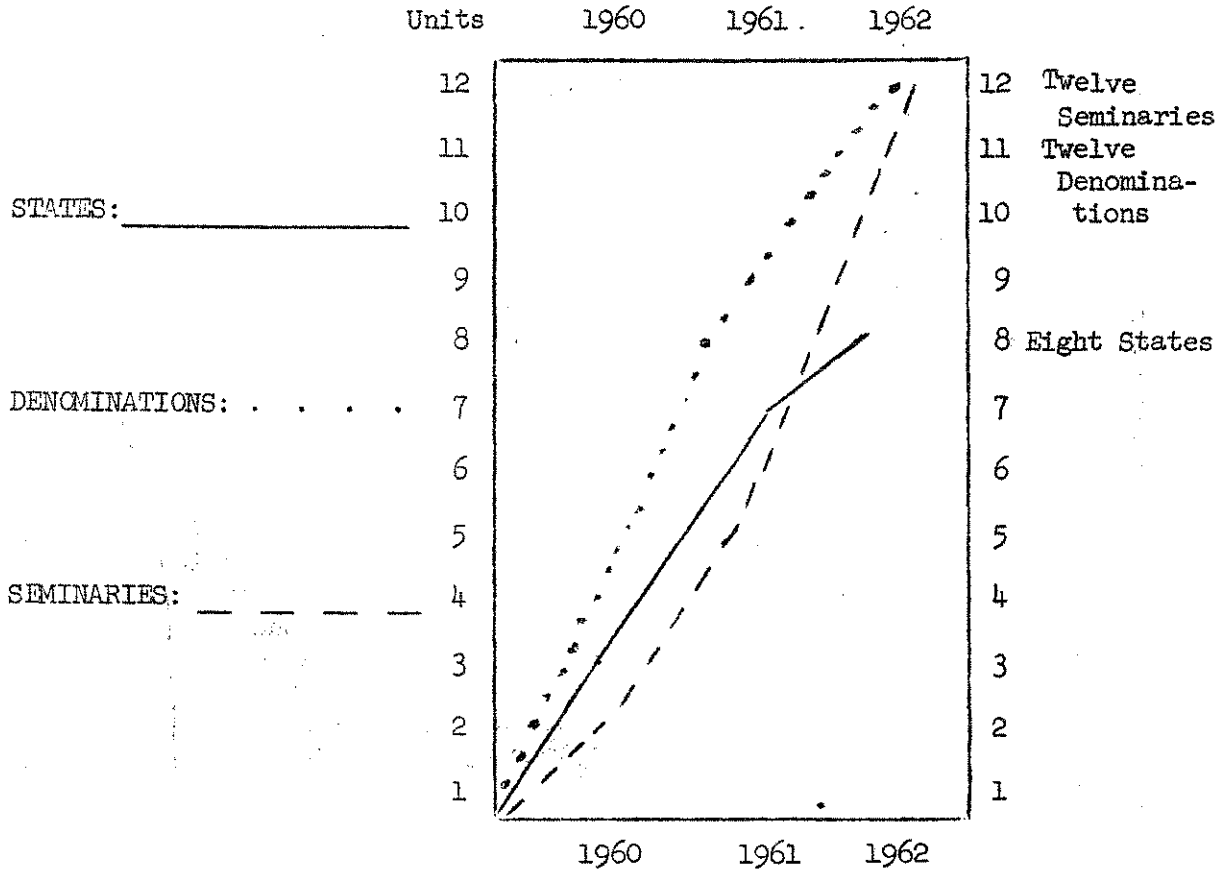 Units 1960 1961 1962
12 12 Twelve
Seminaries
11 11 Twelve
Denomina-
STATES: 10 10 tions
9 9
8 8 Eight States
DENOMINATIONS: . . . . 7 7
6 6
5 5
SEMINARIES: 4 4
3 3
2 2
1 1
1960 1961 1962